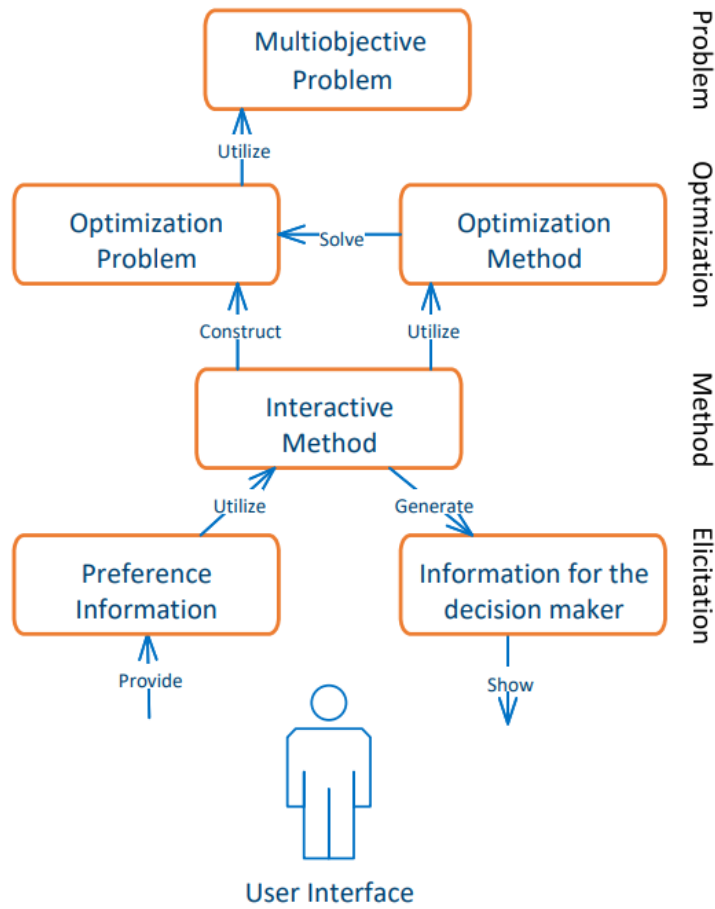 Multiobjective
Problem
Problem
Utilize
Optimization
Problem
Solve
Optimization
Method
Optmization
Construct
Utilize
Interactive
Method
Method
Utilize
Generate
Preference
Information
Information for the
decision maker
Elicitation
Provide
Show
User Interface